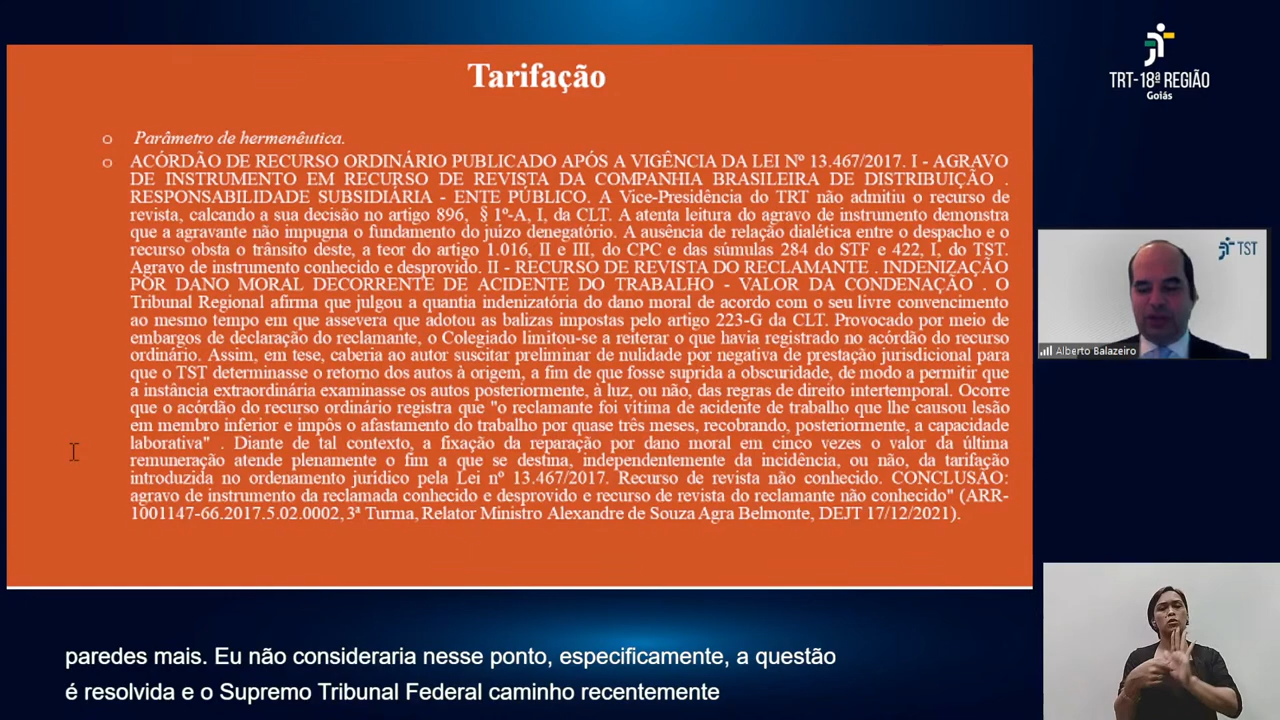 Tarifação
Parâmetro de hermenêutica.
ACÓRDÃO DE RECURSO ORDINÁRIO PUBLICADO APÓS A VIGÊNCIA DA LEI Nº 13.467/2017. I - AGRAVO
DE INSTRUMENTO EM RECURSO DE REVISTA DA COMPANHIA BRASILEIRA DE DISTRIBUIÇÃO .
RESPONSABILIDADE SUBSIDIÁRIA - ENTE PÚBLICO. A Vice-Presidência do TRT não admitiu o recurso de
revista, calcando a sua decisão no artigo 896, § 1º-A, I, da CLT. A atenta leitura do agravo de instrumento demonstra
que a agravante não impugna o fundamento do juízo denegatório. A ausência de relação dialética entre o despacho e o
recurso obsta o trânsito deste, a teor do artigo 1.016, II e III, do CPC e das súmulas 284 do STF e 422, I, do TST.
Agravo de instrumento conhecido e desprovido. II - RECURSO DE REVISTA DO RECLAMANTE . INDENIZAÇÃO
POR DANO MORAL DECORRENTE DE ACIDENTE DO TRABALHO - VALOR DA CONDENAÇÃO . O
Tribunal Regional afirma que julgou a quantia indenizatória do dano moral de acordo com o seu livre convencimento
ao mesmo tempo em que assevera que adotou as balizas impostas pelo artigo 223-G da CLT. Provocado por meio de
embargos de declaração do reclamante, o Colegiado limitou-se a reiterar o que havia registrado no acórdão do recurso
ordinário. Assim, em tese, caberia ao autor suscitar preliminar de nulidade por negativa de prestação jurisdicional para
que o TST determinasse o retorno dos autos à origem, a fim de que fosse suprida a obscuridade, de modo a permitir que
a instância extraordinária examinasse os autos posteriormente, à luz, ou não, das regras de direito intertemporal. Ocorre
que o acórdão do recurso ordinário registra que "o reclamante foi vítima de acidente de trabalho que lhe causou lesão
em membro inferior e impôs o afastamento do trabalho por quase três meses, recobrando, posteriormente, a capacidade
laborativa" . Diante de tal contexto, a fixação da reparação por dano moral em cinco vezes o valor da última
remuneração atende plenamente o fim a que se destina, independentemente da incidência, ou não, da tarifação
introduzida no ordenamento jurídico pela Lei nº 13.467/2017. Recurso de revista não conhecido. CONCLUSÃO:
agravo de instrumento da reclamada conhecido e desprovido e recurso de revista do reclamante não conhecido" (ARR-
1001147-66.2017.5.02.0002, 3ª Turma, Relator Ministro Alexandre de Souza Agra Belmonte, DEJT 17/12/2021).
TRT-18ª REGIÃO
Goiás
TST
Alberto Balazeiro
paredes mais. Eu não consideraria nesse ponto, especificamente, a questão
é resolvida e o Supremo Tribunal Federal caminho recentemente